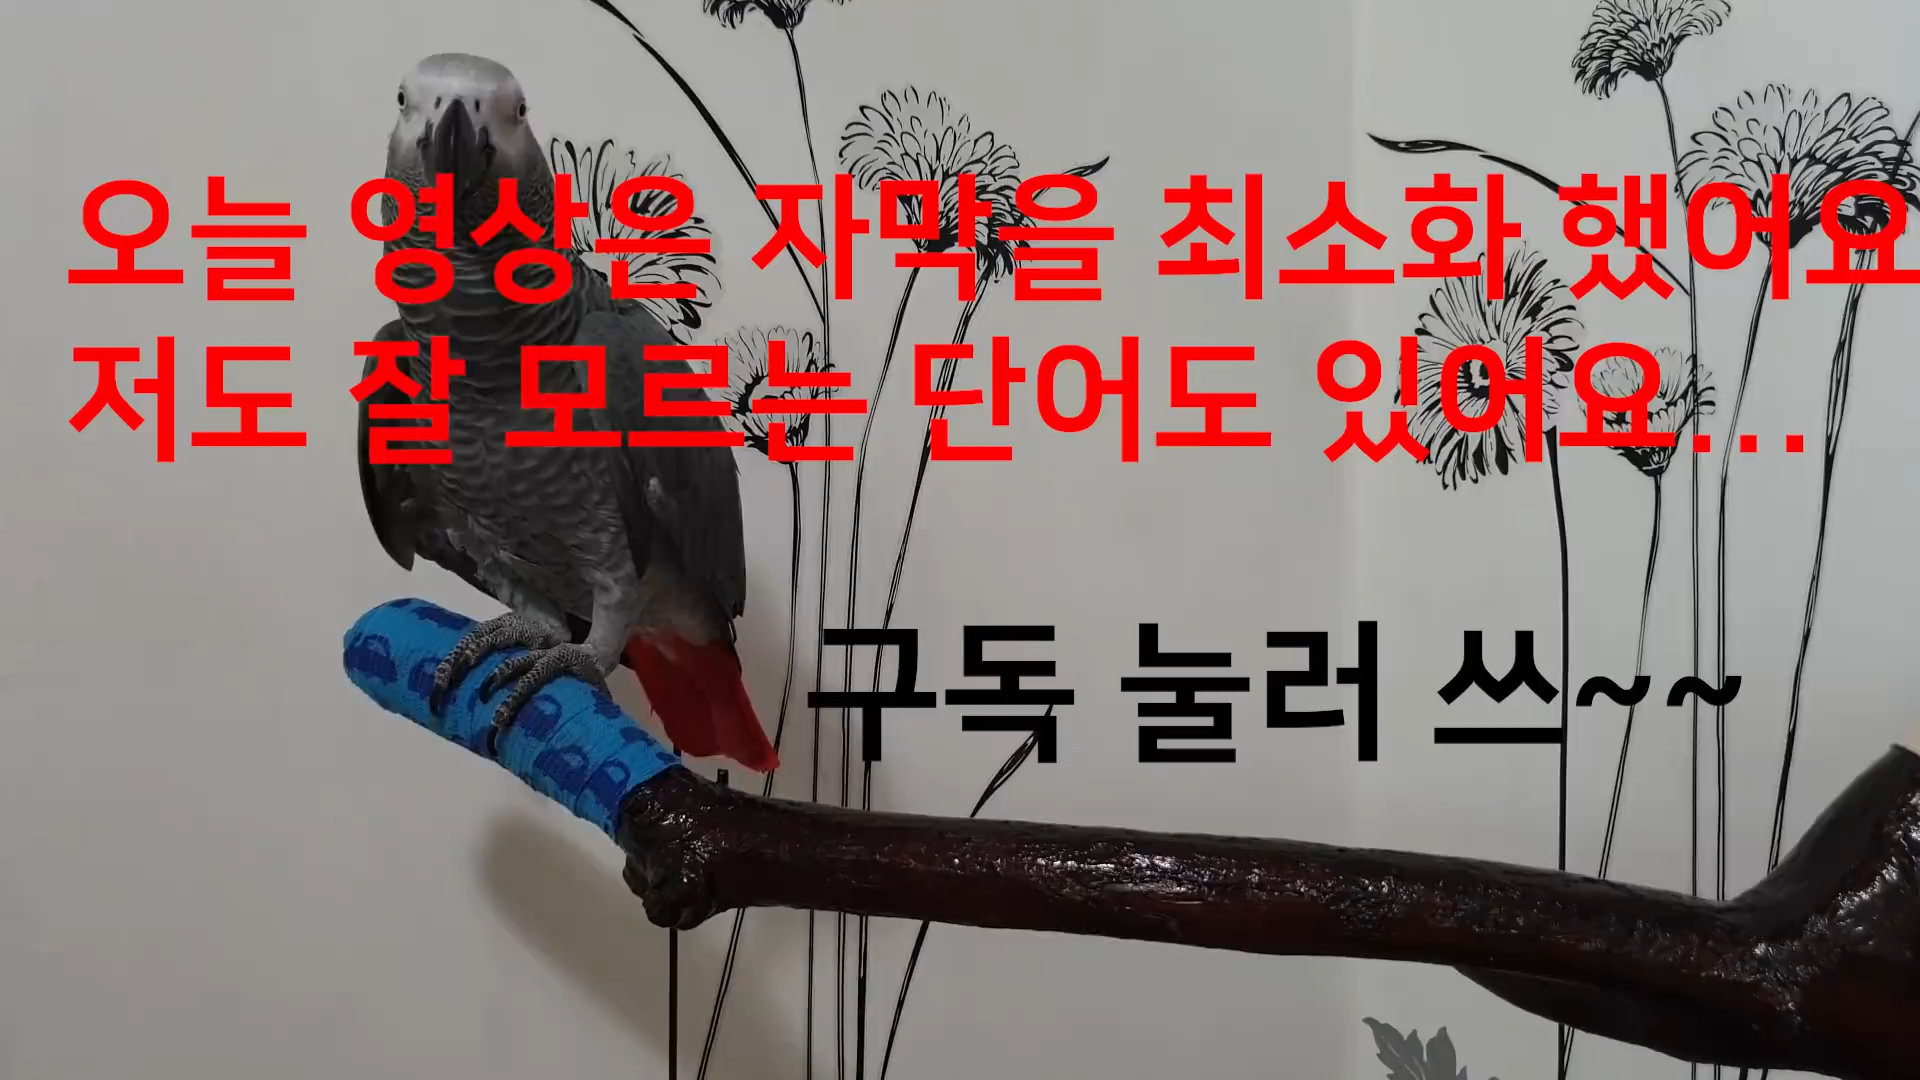 오늘 영상은 자막을 최소화 했어요
저도 잘 모르는 단어도 있어요...
구독 눌러 쓰~~